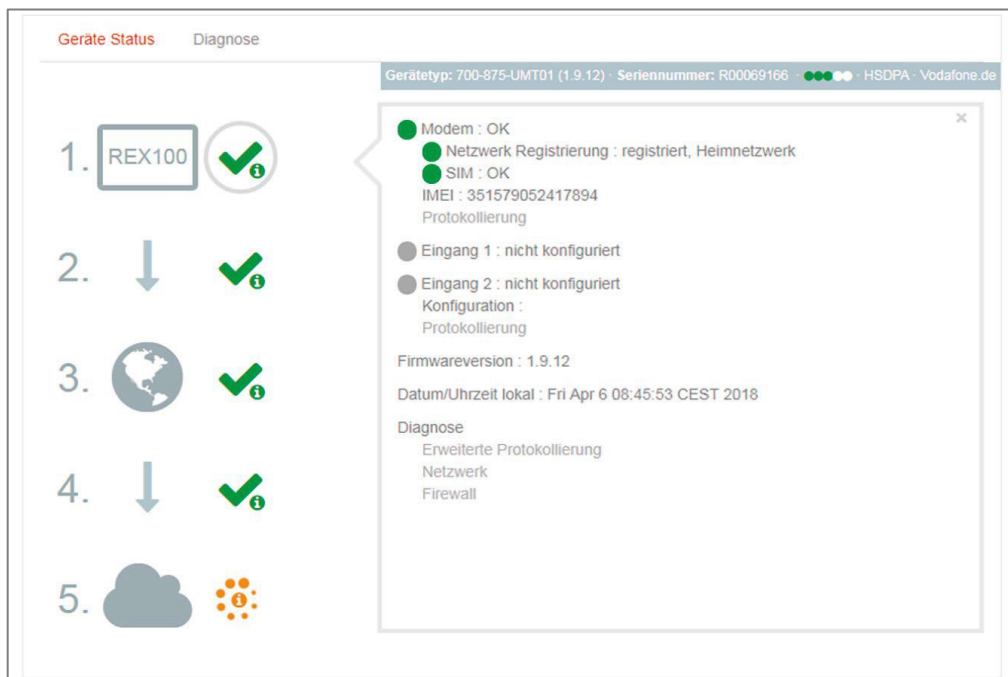 Geräte Status Diagnose
Gerätetyp: 700-875-UMT01 (1.9.12) · Seriennummer: R00069166 · HSDPA · Vodafone.de
1. REX100
2.
3.
4.
5.
×
Modem : OK
Netzwerk Registrierung : registriert, Heimnetzwerk
SIM : OK
IMEI : 351579052417894
Protokollierung
Eingang 1 : nicht konfiguriert
Eingang 2 : nicht konfiguriert
Konfiguration :
Protokollierung
Firmwareversion : 1.9.12
Datum/Uhrzeit lokal : Fri Apr 6 08:45:53 CEST 2018
Diagnose
Erweiterte Protokollierung
Netzwerk
Firewall